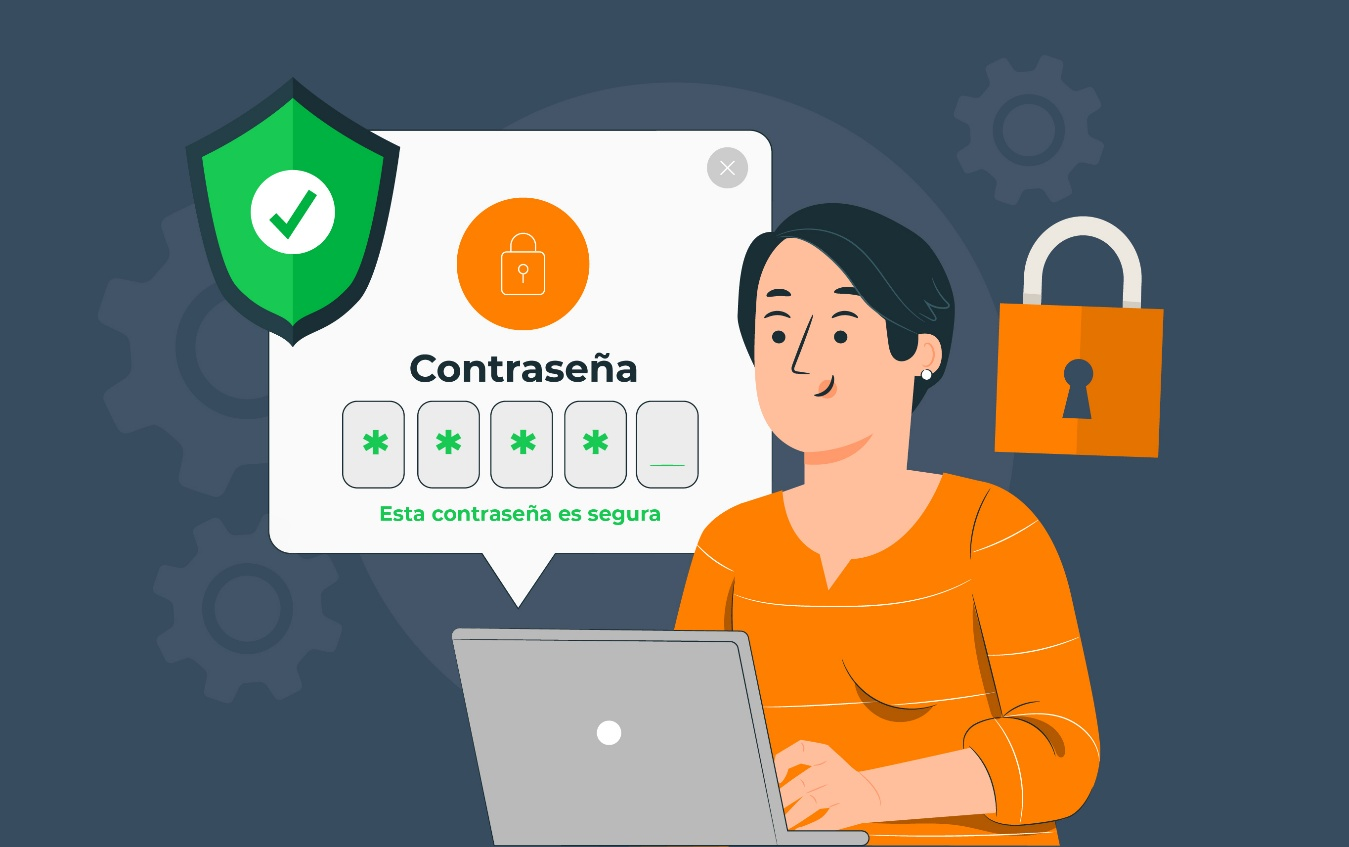 Contraseña
* * * * _
Esta contraseña es segura